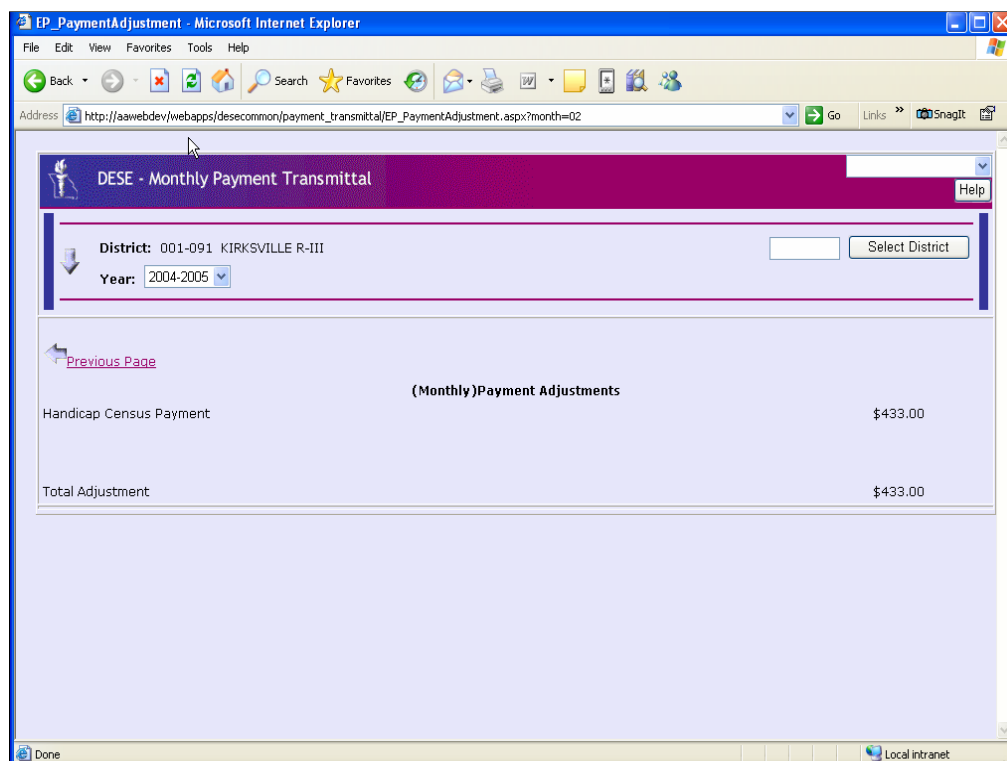 EP_PaymentAdjustment - Microsoft Internet Explorer
File Edit View Favorites Tools Help
Back Search Favorites
Address http://aawebdev/webapps/desecommon/payment_transmittal/EP_PaymentAdjustment.aspx?month=02 Go Links » SnagIt
DESE - Monthly Payment Transmittal
Help
District: 001-091 KIRKSVILLE R-III Select District
Year: 2004-2005
Previous Page
(Monthly)Payment Adjustments
Handicap Census Payment $433.00
Total Adjustment $433.00
Done Local intranet